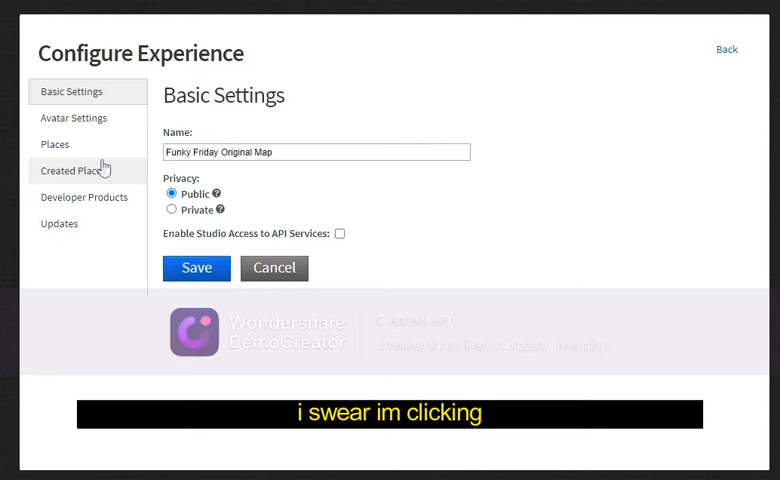 Configure Experience
Back
Basic Settings
Avatar Settings
Places
Created Plac
Developer Products
Updates
Basic Settings
Name:
Funky Friday Original Map
Privacy:
Public
Private
Enable Studio Access to API Services:
Save
Cancel
Wondershare
DemoCreator
Created with
Wondershare DemoCreator free plan
i swear im clicking